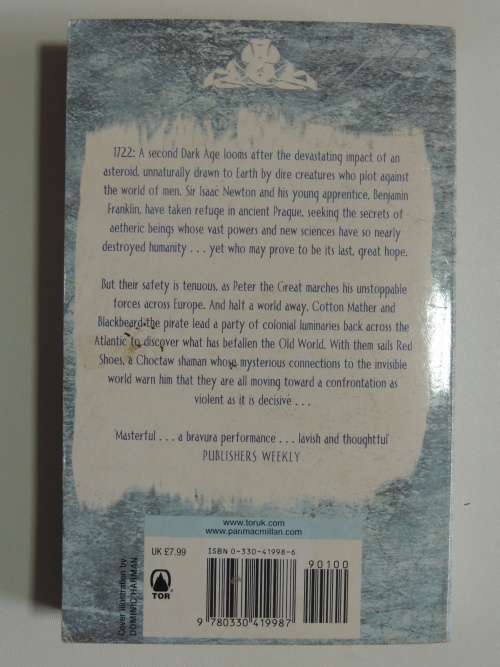 1722: A second Dark Age looms after the devastating impact of an
asteroid, unnaturally drawn to Earth by dire creatures who plot against
the world of men. Sir Isaac Newton and his young apprentice, Benjamin
Franklin, have taken refuge in ancient Prague, seeking the secrets of
aetheric beings whose vast powers and new sciences have so nearly
destroyed humanity . . . yet who may prove to be its last, great hope.
But their safety is tenuous, as Peter the Great marches his unstoppable
forces across Europe. And half a world away, Cotton Mather and
Blackbeard the pirate lead a party of colonial luminaries back across the
Atlantic to discover what has befallen the Old World. With them sails Red
Shoes, a Choctaw shaman whose mysterious connections to the invisible
world warn him that they are all moving toward a confrontation as
violent as it is decisive . . .
'Masterful . . . a bravura performance . . . lavish and thoughtful'
PUBLISHERS WEEKLY
www.toruk.com
www.panmacmillan.com
UK £7.99
ISBN 0-330-41998-6
90100
TOR
9 780330 419987
Cover illustration by
DOMINIC HARMAN